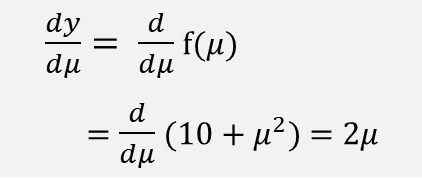 dy/dμ = d/dμ f(μ)
= d/dμ (10 + μ²) = 2μ